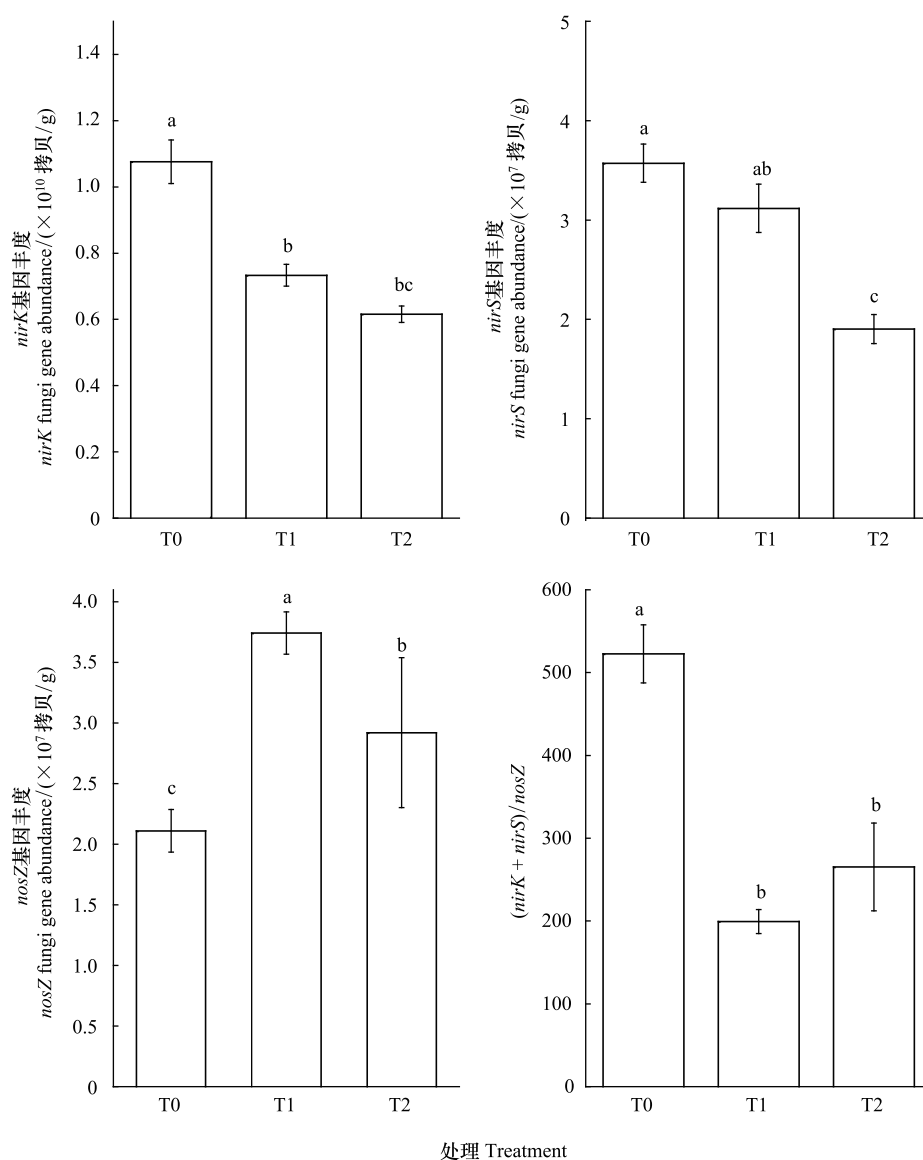 nirK基因丰度
nirK fungi gene abundance/(×10¹⁰ 拷贝/g)
1.4
1.2
1.0
0.8
0.6
0.4
0.2
0
a
b
bc
T0 T1 T2
nirS基因丰度
nirS fungi gene abundance/(×10⁷ 拷贝/g)
5
4
3
2
1
0
a
ab
c
T0 T1 T2
nosZ基因丰度
nosZ fungi gene abundance/(×10⁷ 拷贝/g)
4.0
3.5
3.0
2.5
2.0
1.5
1.0
0.5
0
c
a
b
T0 T1 T2
(nirK + nirS)/nosZ
600
500
400
300
200
100
0
a
b
b
T0 T1 T2
处理 Treatment